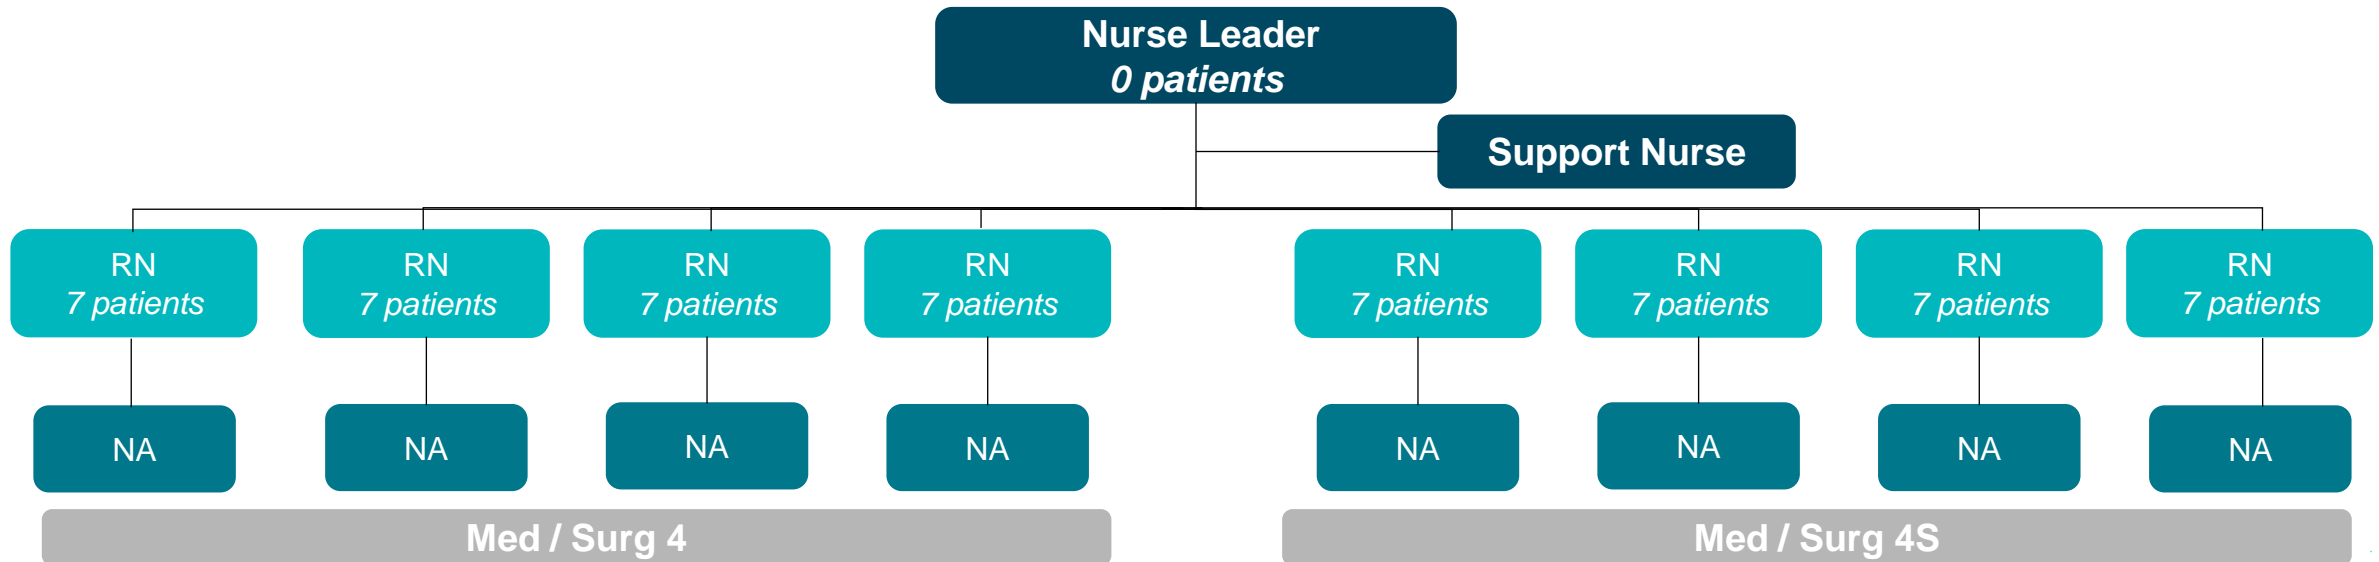 Nurse Leader
0 patients
Support Nurse
RN
7 patients
RN
7 patients
RN
7 patients
RN
7 patients
RN
7 patients
RN
7 patients
RN
7 patients
RN
7 patients
NA
NA
NA
NA
NA
NA
NA
NA
Med / Surg 4
Med / Surg 4S